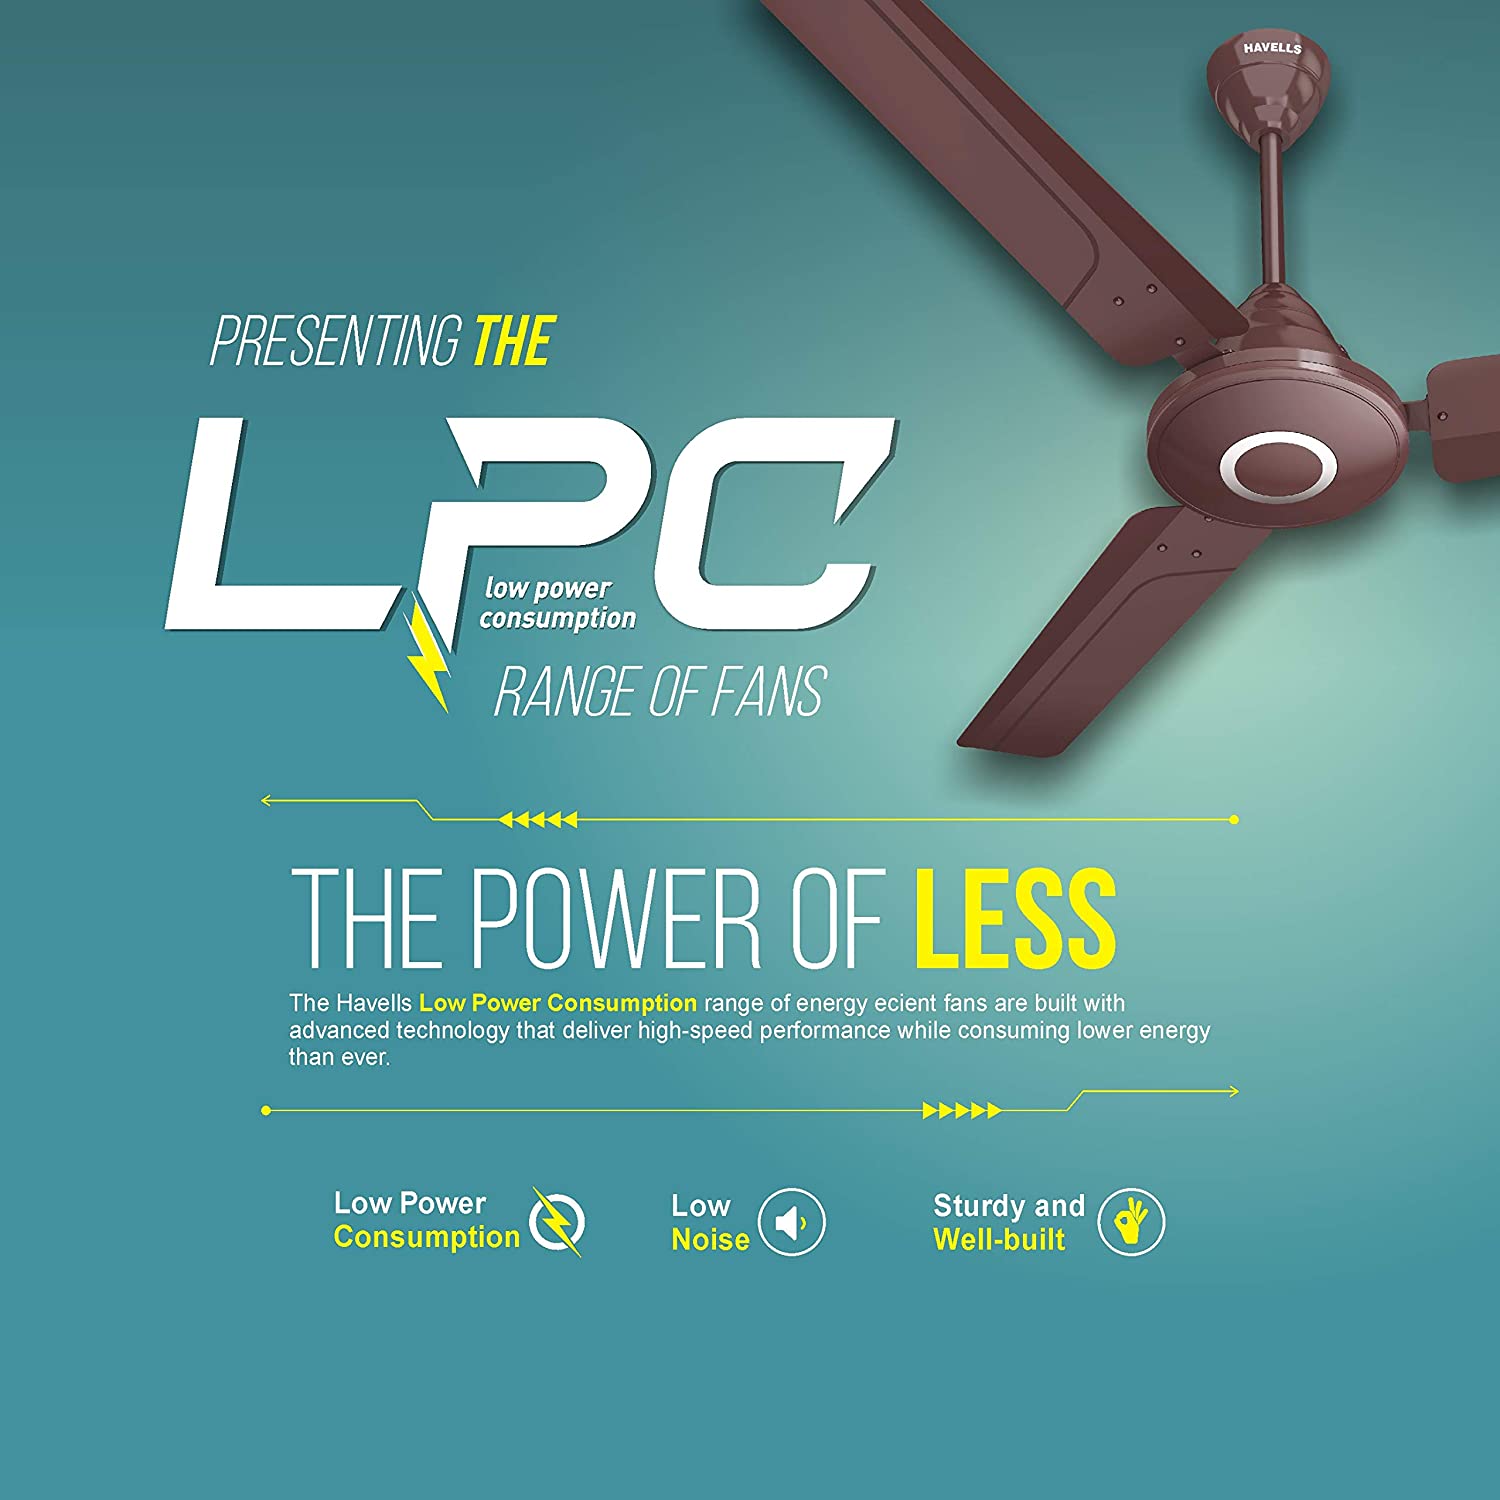 HAVELLS
PRESENTING THE
LPC
low power
consumption
RANGE OF FANS
THE POWER OF LESS
The Havells Low Power Consumption range of energy ecient fans are built with
advanced technology that deliver high-speed performance while consuming lower energy
than ever.
Low Power
Consumption
Low
Noise
Sturdy and
Well-built